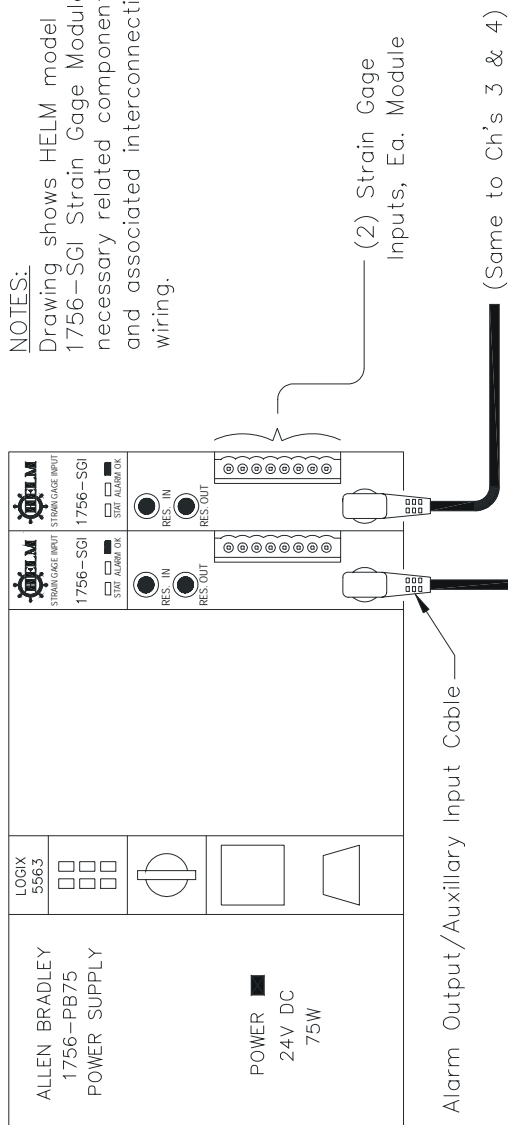 NOTES:
Drawing shows HELM model
1756-SGI Strain Gage Module
necessary related component
and associated interconnecti
wiring.
(2) Strain Gage
Inputs, Ea. Module
(Same to Ch's 3 & 4)
HELM
STRAIN GAGE INPUT
1756-SGI
STAT ALARM OK
RES. IN
RES. OUT
HELM
STRAIN GAGE INPUT
1756-SGI
STAT ALARM OK
RES. IN
RES. OUT
LOGIX
5563
ALLEN BRADLEY
1756-PB75
POWER SUPPLY
POWER
24V DC
75W
Alarm Output/Auxillary Input Cable